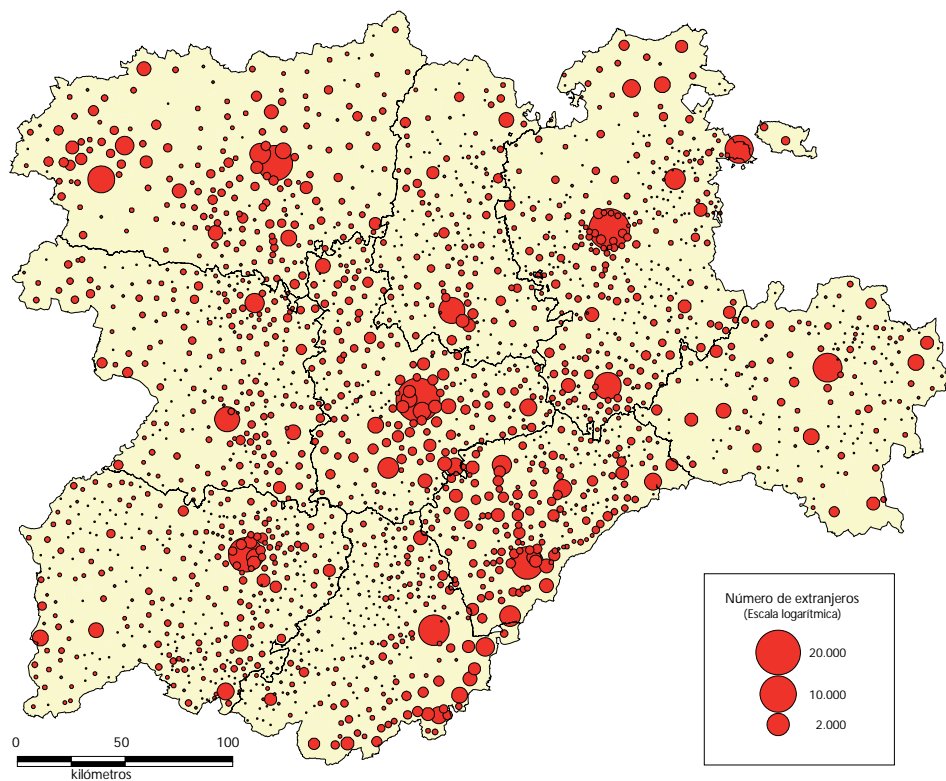 Número de extranjeros
(Escala logarítmica)
20.000
10.000
2.000
0 50 100
kilómetros